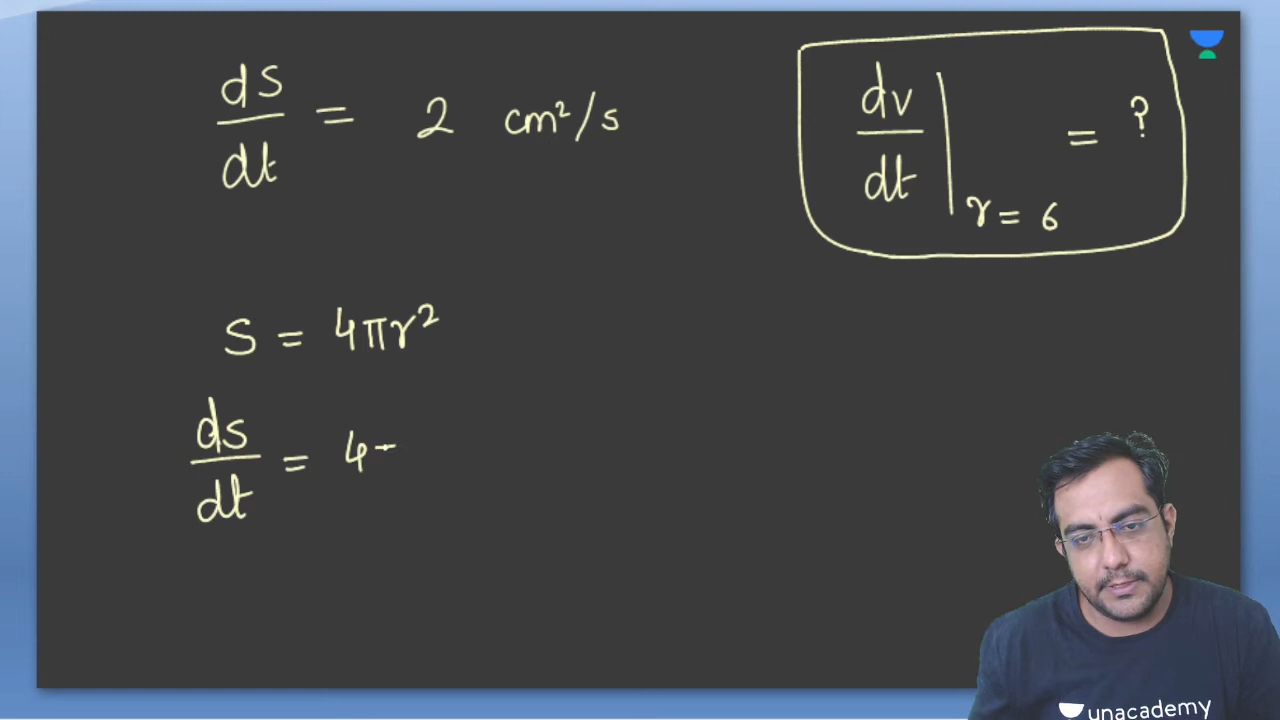 ds/dt = 2 cm²/s
dv/dt |r = 6 = ?
S = 4πr²
ds/dt = 4
unacademy